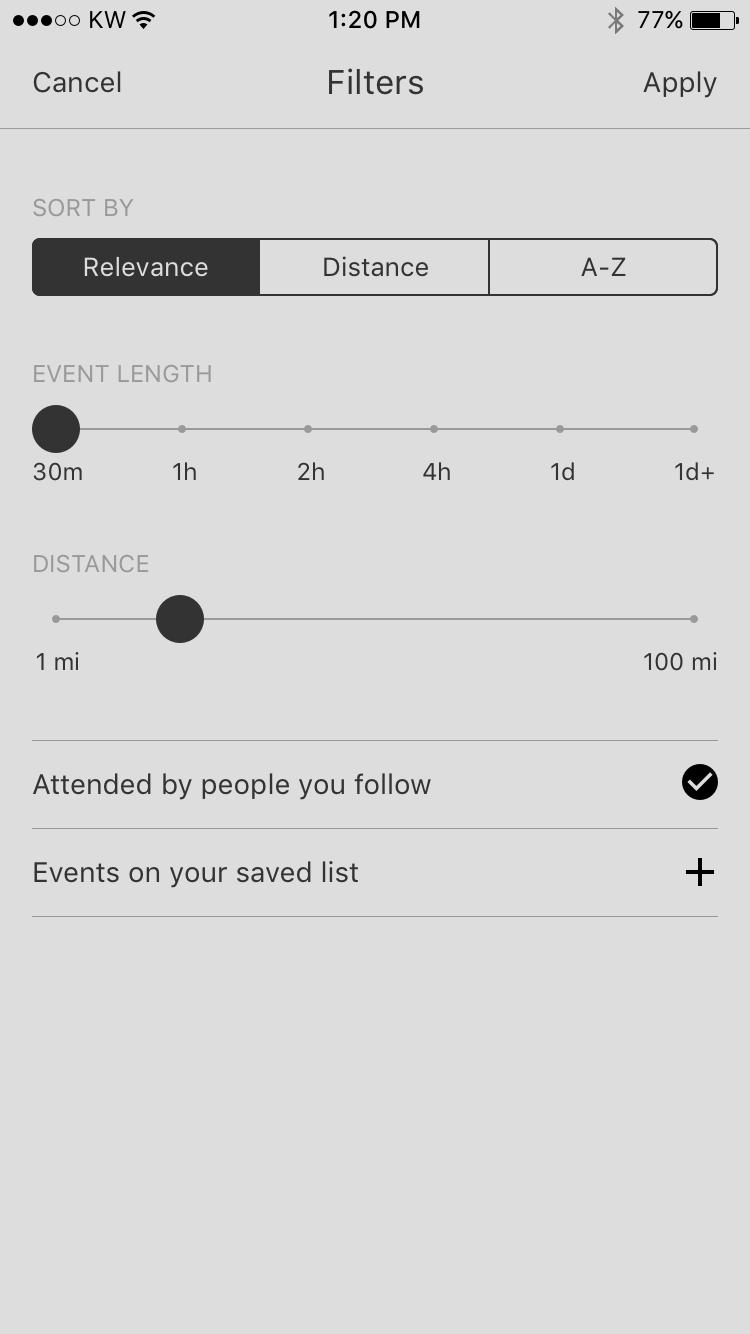 KW 1:20 PM 77%
Cancel Filters Apply
SORT BY
Relevance Distance A-Z
EVENT LENGTH
30m 1h 2h 4h 1d 1d+
DISTANCE
1 mi 100 mi
Attended by people you follow
Events on your saved list